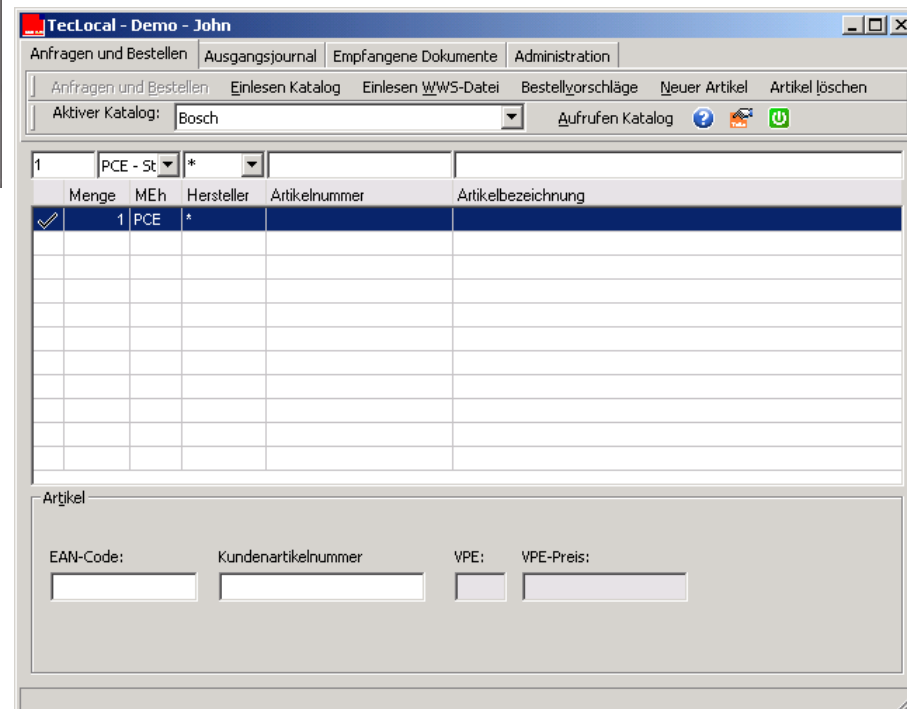 TecLocal - Demo - John
Anfragen und Bestellen Ausgangsjournal Empfangene Dokumente Administration
Anfragen und Bestellen Einlesen Katalog Einlesen WWS-Datei Bestellvorschläge Neuer Artikel Artikel löschen
Aktiver Katalog: Bosch Aufrufen Katalog
1 PCE - St *
Menge MEh Hersteller Artikelnummer Artikelbezeichnung
1 PCE *
Artikel
EAN-Code: Kundenartikelnummer VPE: VPE-Preis: